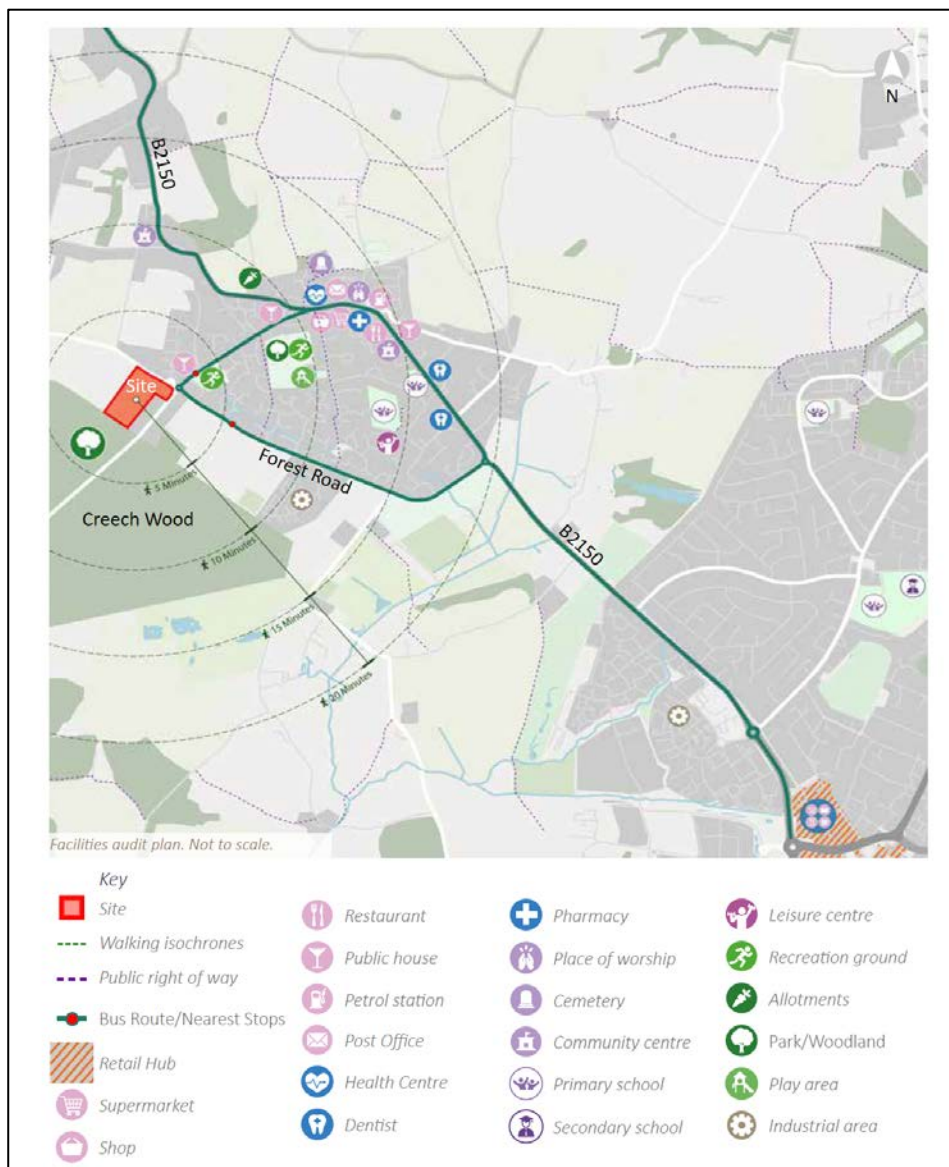 N
B2150
Site
Forest Road
5 Minutes
Creech Wood
B2150
10 Minutes
15 Minutes
20 Minutes
Facilities audit plan. Not to scale.
Key
Site
Walking isochrones
Public right of way
Bus Route/Nearest Stops
Retail Hub
Supermarket
Shop
Restaurant
Public house
Petrol station
Post Office
Health Centre
Dentist
Pharmacy
Place of worship
Cemetery
Community centre
Primary school
Secondary school
Leisure centre
Recreation ground
Allotments
Park/Woodland
Play area
Industrial area